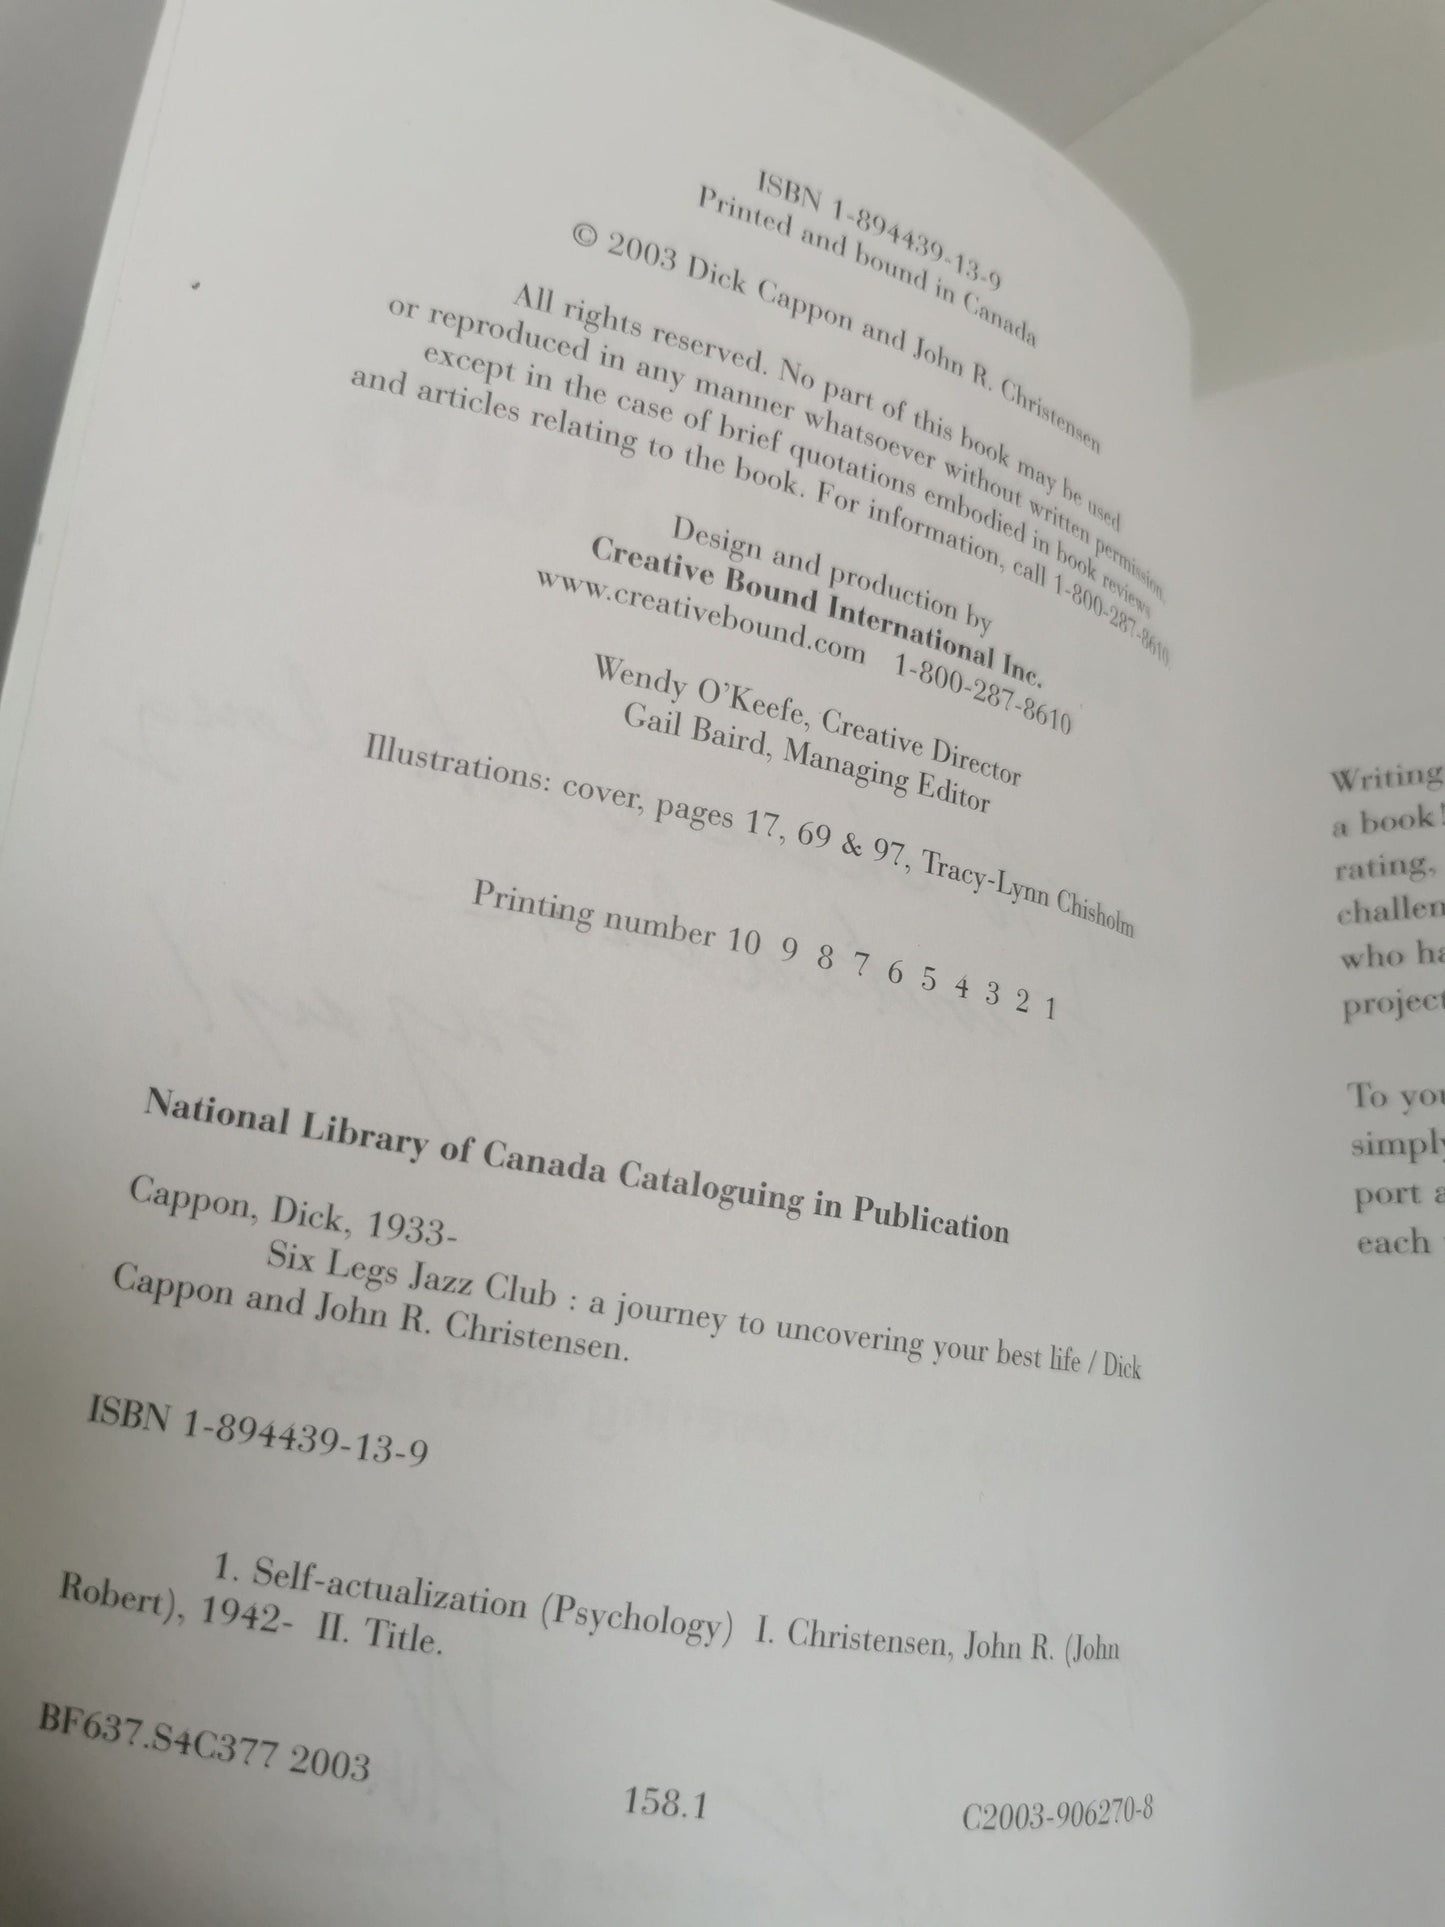 ISBN 1-894439-13-9
Printed and bound in Canada
© 2003 Dick Cappon and John R. Christensen
All rights reserved. No part of this book may be used
or reproduced in any manner whatsoever without written permission,
except in the case of brief quotations embodied in book reviews
and articles relating to the book. For information, call 1-800-287-8610.
Design and production by
Creative Bound International Inc.
www.creativebound.com 1-800-287-8610
Wendy O'Keefe, Creative Director
Gail Baird, Managing Editor
Illustrations: cover, pages 17, 69 & 97, Tracy-Lynn Chisholm
Printing number 10 9 8 7 6 5 4 3 2 1
National Library of Canada Cataloguing in Publication
Cappon, Dick, 1933-
Six Legs Jazz Club : a journey to uncovering your best life / Dick
Cappon and John R. Christensen.
ISBN 1-894439-13-9
1. Self-actualization (Psychology) I. Christensen, John R. (John
Robert), 1942- II. Title.
BF637.S4C377 2003
158.1
C2003-906270-8
Writing
a book!
rating,
challen
who ha
project
To you
simply
port a
each